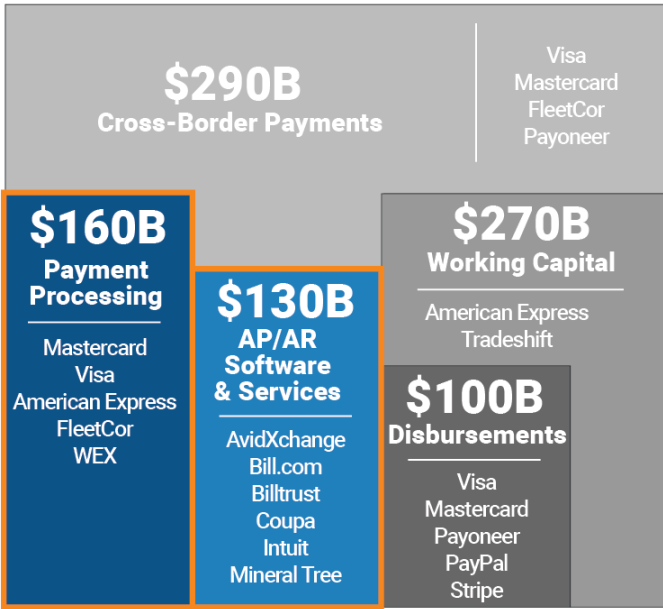 $290B
Cross-Border Payments
Visa
Mastercard
FleetCor
Payoneer
$160B
Payment
Processing
Mastercard
Visa
American Express
FleetCor
WEX
$130B
AP/AR
Software
& Services
AvidXchange
Bill.com
Billtrust
Coupa
Intuit
Mineral Tree
$270B
Working Capital
American Express
Tradeshift
$100B
Disbursements
Visa
Mastercard
Payoneer
PayPal
Stripe